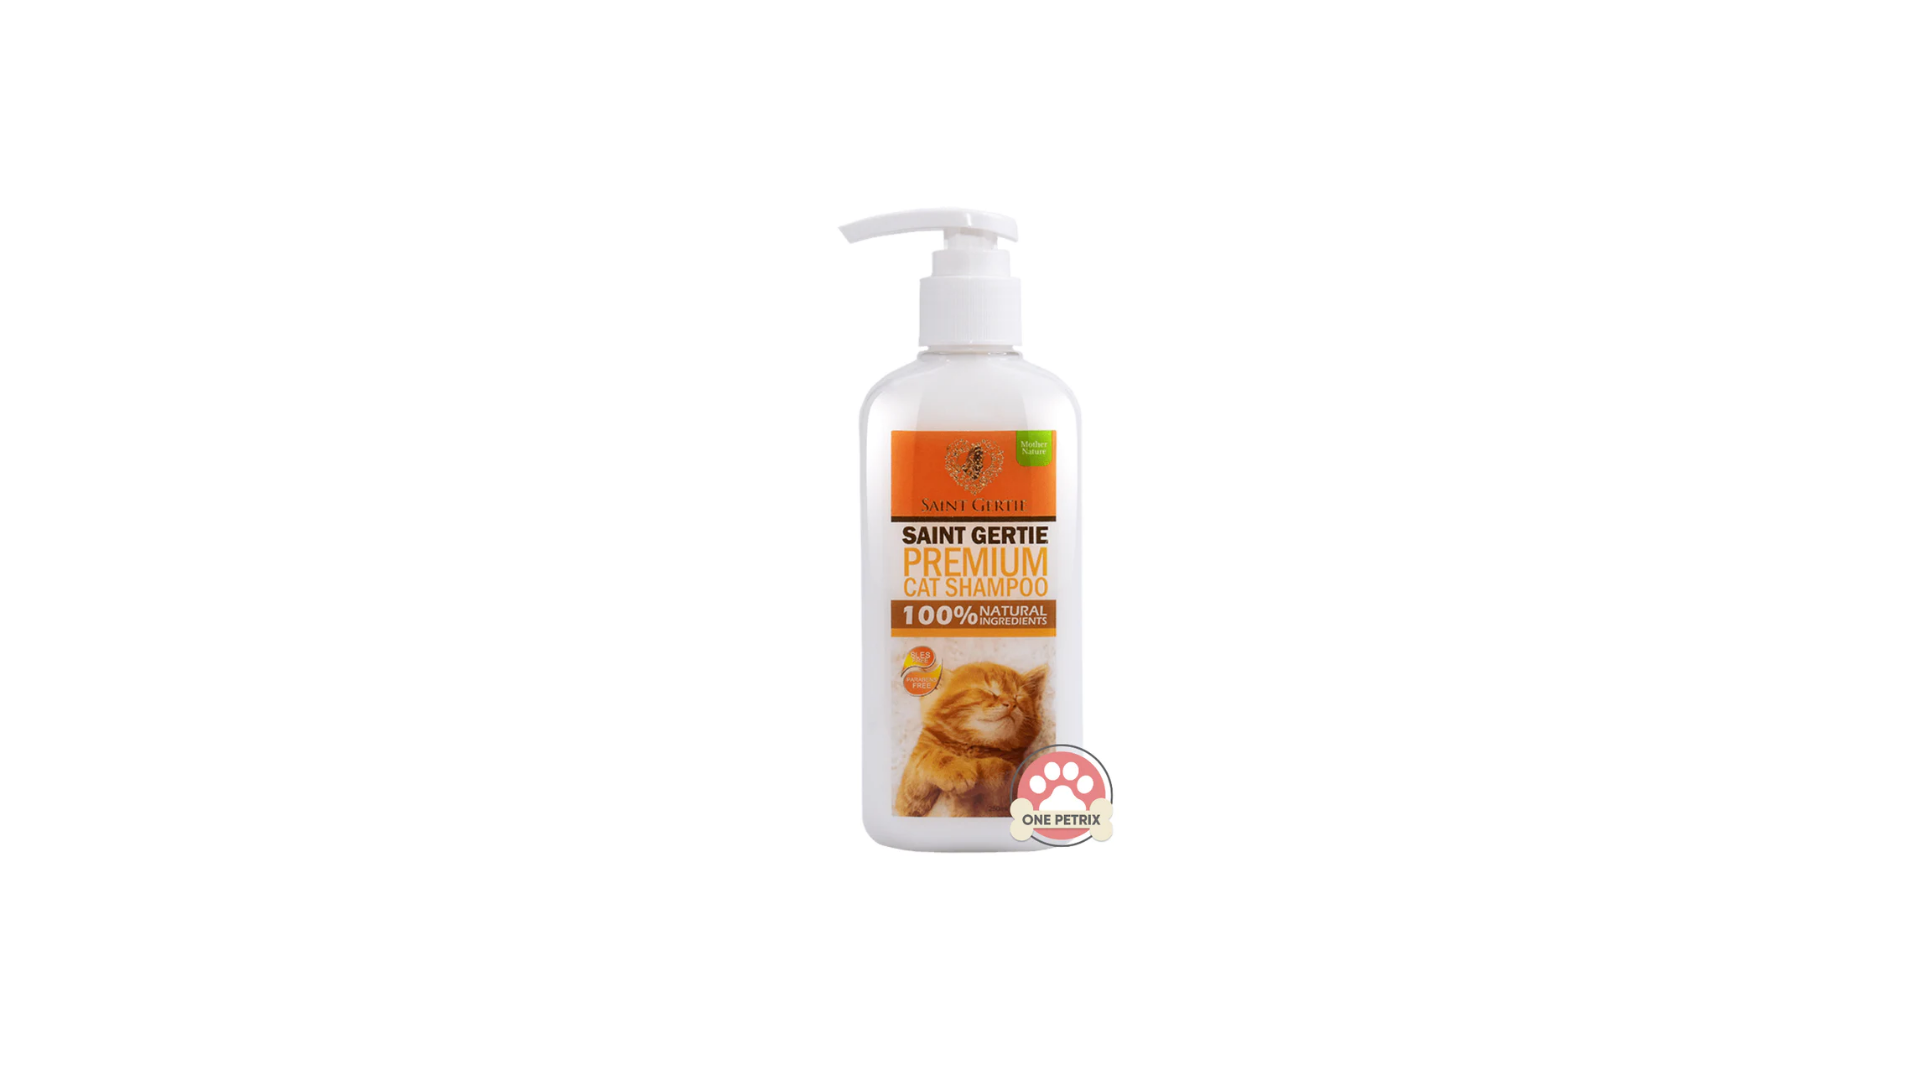 Mother
Nature
SAINT GERTIE
SAINT GERTIE
PREMIUM
CAT SHAMPOO
100% NATURAL
INGREDIENTS
SLES
FREE
ONE PETRIX